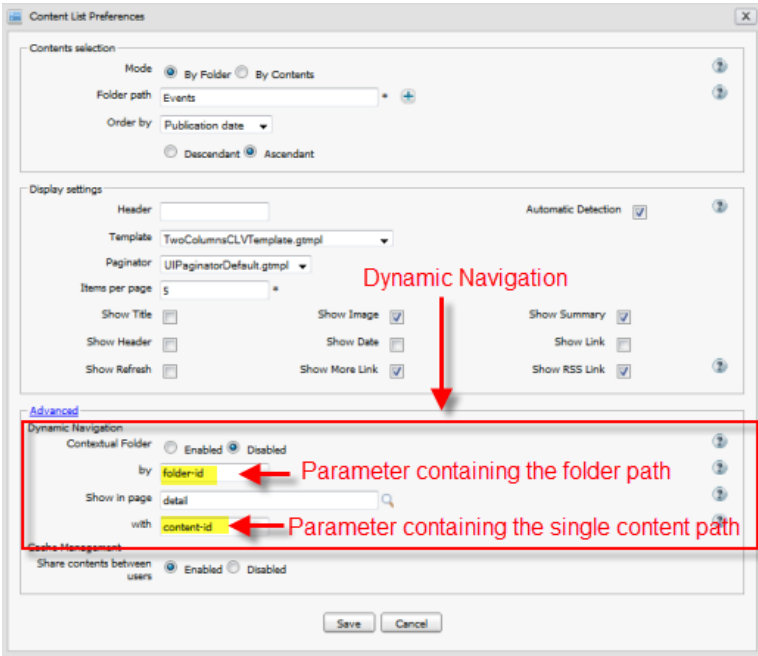 Content List Preferences
Contents selection
Mode By Folder By Contents
Folder path Events *
Order by Publication date
Descendant Ascendant
Display settings
Header Automatic Detection
Template TwoColumnsCLVTemplate.gtmpl
Paginator UIPaginatorDefault.gtmpl
Dynamic Navigation
Items per page 5 *
Show Title Show Image Show Summary
Show Header Show Date Show Link
Show Refresh Show More Link Show RSS Link
Advanced
Dynamic Navigation
Contextual Folder Enabled Disabled
by folder-id Parameter containing the folder path
Show in page detail
with content-id Parameter containing the single content path
Cache Management
Share contents between users Enabled Disabled
Save Cancel